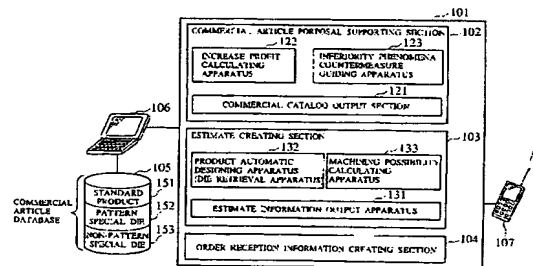 101
COMMERCIAL ARTICLE PORPOSAL SUPPORTING SECTION
102
122
123
INCREASE PROFIT
CALCULATING
APPARATUS
INFERIORITY PHENOMENA
COUNTERMEASURE
GUIDING APPARATUS
121
COMMERCIAL CATALOG OUTPUT SECTION
106
ESTIMATE CREATING SECTION
103
132
133
PRODUCT AUTOMATIC
DESIGNING APPARATUS
(DIE RETRIEVAL APPARATUS)
MACHINING POSSIBILITY
CALCULATING
APPARATUS
131
ESTIMATE INFORMATION OUTPUT APPARATUS
105
COMMERCIAL
ARTICLE
DATABASE
STANDARD
PRODUCT
151
PATTERN
SPECIAL DIE
152
NON-PATTERN
SPECIAL DIE
153
104
ORDER RECEPTION INFORMATION CREATING SECTION
107